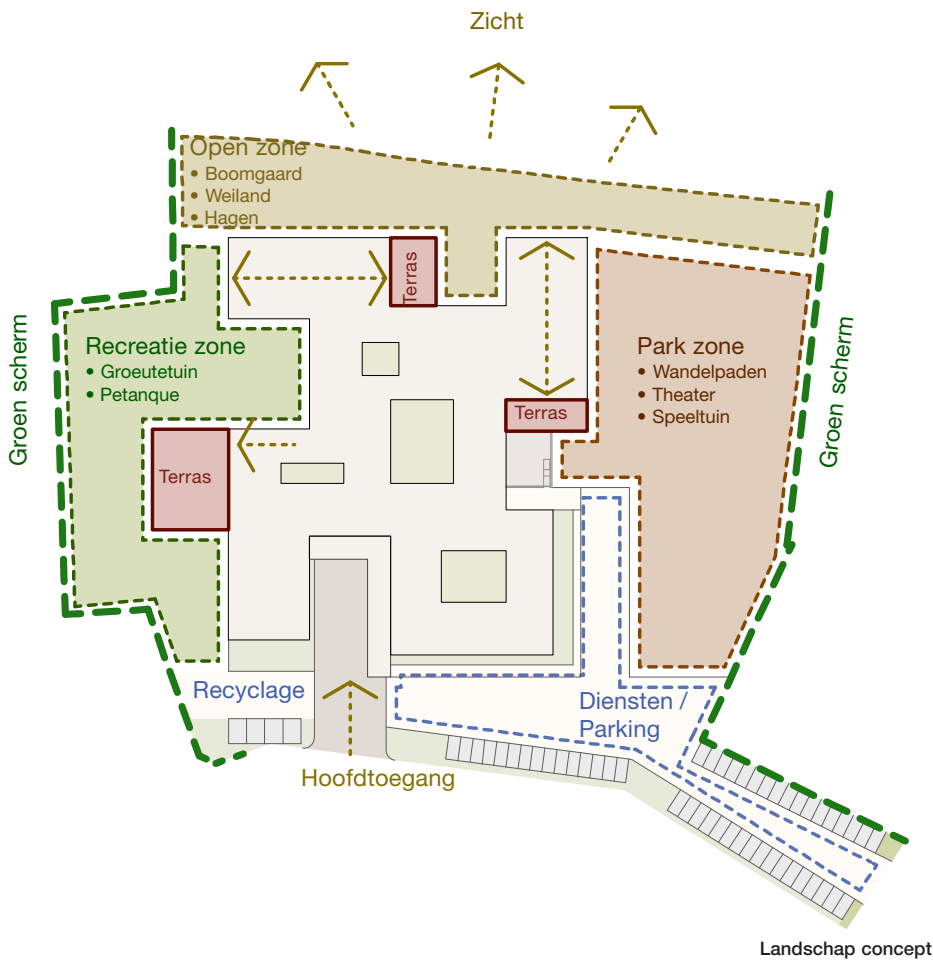 Zicht
Open zone
• Boomgaard
• Weiland
• Hagen
Terras
Groen scherm
Recreatie zone
• Groeutetuin
• Petanque
Park zone
• Wandelpaden
• Theater
• Speeltuin
Groen scherm
Terras
Terras
Recyclage
Diensten /
Parking
Hoofdtoegang
Landschap concept